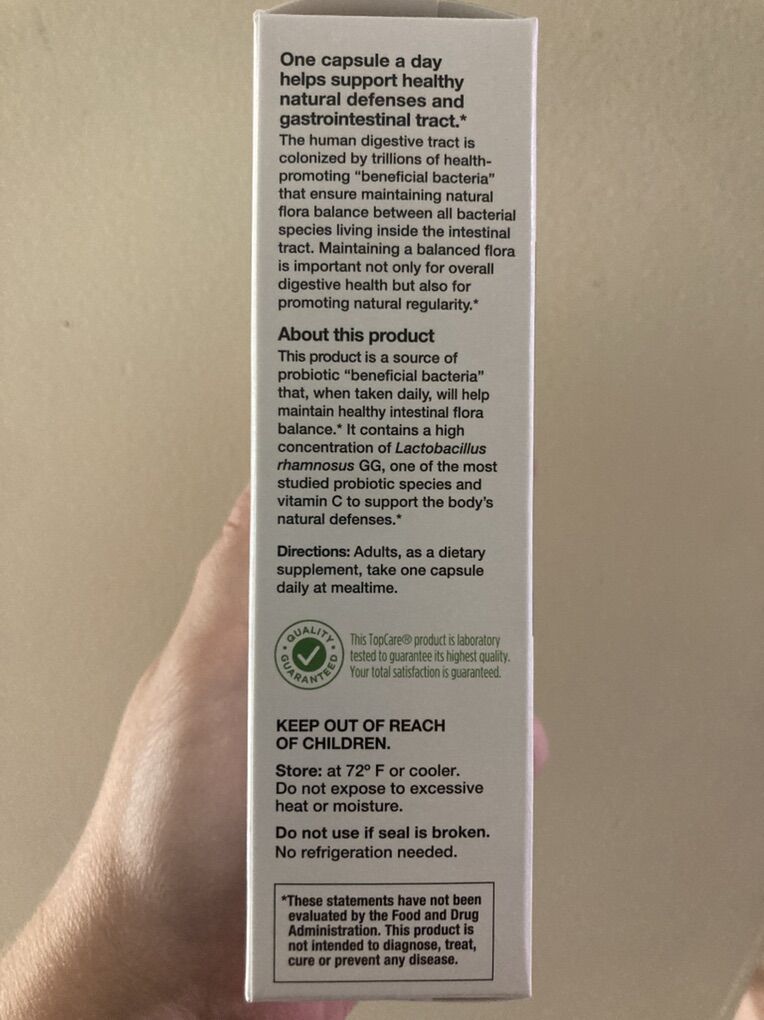 One capsule a day
helps support healthy
natural defenses and
gastrointestinal tract.*
The human digestive tract is
colonized by trillions of health-
promoting “beneficial bacteria”
that ensure maintaining natural
flora balance between all bacterial
species living inside the intestinal
tract. Maintaining a balanced flora
is important not only for overall
digestive health but also for
promoting natural regularity.*
About this product
This product is a source of
probiotic “beneficial bacteria”
that, when taken daily, will help
maintain healthy intestinal flora
balance.* It contains a high
concentration of Lactobacillus
rhamnosus GG, one of the most
studied probiotic species and
vitamin C to support the body’s
natural defenses.*
Directions: Adults, as a dietary
supplement, take one capsule
daily at mealtime.
QUALITY
GUARANTEED
This TopCare® product is laboratory
tested to guarantee its highest quality.
Your total satisfaction is guaranteed.
KEEP OUT OF REACH
OF CHILDREN.
Store: at 72º F or cooler.
Do not expose to excessive
heat or moisture.
Do not use if seal is broken.
No refrigeration needed.
*These statements have not been
evaluated by the Food and Drug
Administration. This product is
not intended to diagnose, treat,
cure or prevent any disease.